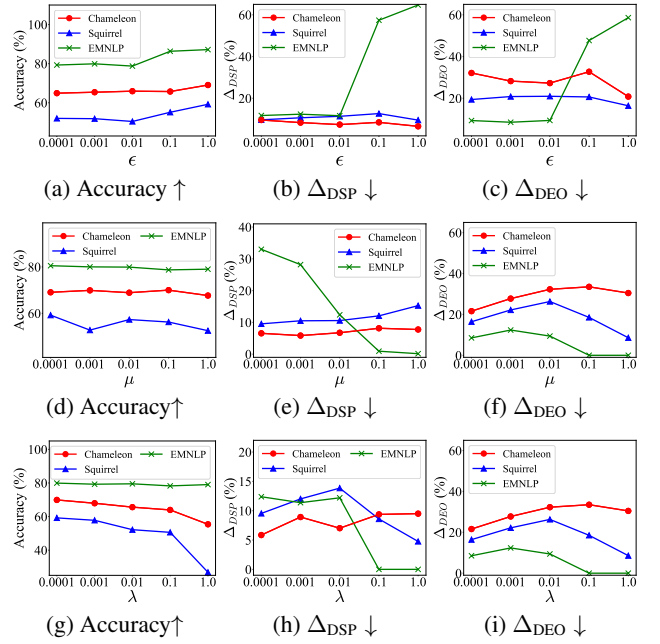 Accuracy (%)
100
80
60
Chameleon
Squirrel
EMNLP
0.0001 0.001 0.01 0.1 1.0
ϵ
(a) Accuracy ↑
Δ_DSP (%)
60
40
20
Chameleon
Squirrel
EMNLP
0.0001 0.001 0.01 0.1 1.0
ϵ
(b) Δ_DSP ↓
Δ_DEO (%)
60
40
20
Chameleon
Squirrel
EMNLP
0.0001 0.001 0.01 0.1 1.0
ϵ
(c) Δ_DEO ↓
Accuracy (%)
80
60
Chameleon EMNLP
Squirrel
0.0001 0.001 0.01 0.1 1.0
μ
(d) Accuracy↑
Δ_DSP (%)
40
30
20
10
0
Chameleon
Squirrel
EMNLP
0.0001 0.001 0.01 0.1 1.0
μ
(e) Δ_DSP ↓
Δ_DEO (%)
60
40
20
0
Chameleon
Squirrel
EMNLP
0.0001 0.001 0.01 0.1 1.0
μ
(f) Δ_DEO ↓
Accuracy (%)
100
80
60
40
Chameleon EMNLP
Squirrel
0.0001 0.001 0.01 0.1 1.0
λ
(g) Accuracy↑
Δ_DSP (%)
20
15
10
5
0
Chameleon EMNLP
Squirrel
0.0001 0.001 0.01 0.1 1.0
λ
(h) Δ_DSP ↓
Δ_DEO (%)
60
40
20
0
Chameleon
Squirrel
EMNLP
0.0001 0.001 0.01 0.1 1.0
λ
(i) Δ_DEO ↓